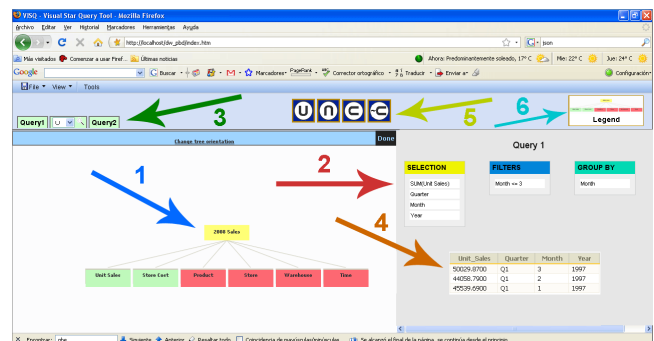 VISQ - Visual Star Query Tool - Mozilla Firefox
Archivo Editar Ver Historial Marcadores Herramientas Ayuda
http://localhost/dw_pbd/index.htm
json
Más visitados Comenzar a usar Firef... Últimas noticias Ahora: Predominantemente soleado, 17° C Mie: 22° C Jue: 24° C
Google Buscar Marcadores PageRank Corrector ortográfico Traducir Enviar a Configuración
File View Tools
3 5 6
Query1 Query2
U n C -C
Legend
Change tree orientation Done
Query 1
1 2
SELECTION FILTERS GROUP BY
SUM(Unit Sales) Month <= 3 Month
Quarter
Month
Year
4
2008 Sales
Unit Sales Store Cost Product Store Warehouse Time
Unit_Sales Quarter Month Year
50029.8700 Q1 3 1997
44058.7900 Q1 2 1997
45539.6900 Q1 1 1997
Encontrar: Siguiente Anterior Resaltar todo Coincidencia de mayúsculas/minúsculas Se alcanzó el final de la página, se continúa desde el principio